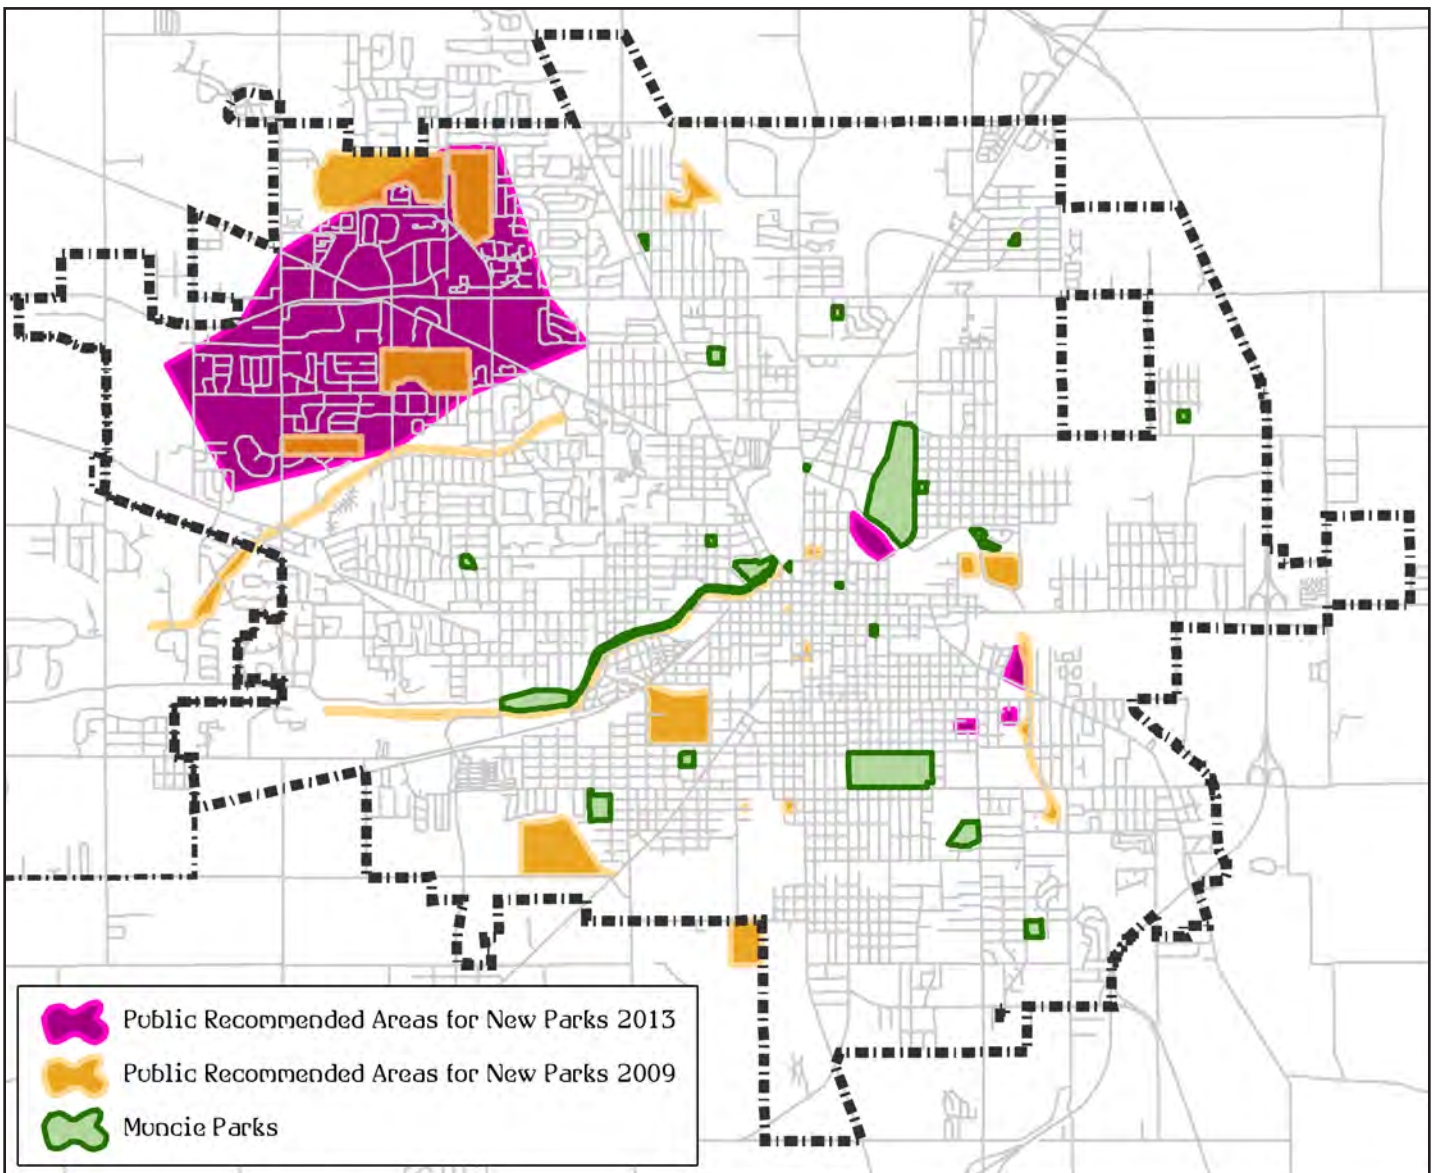 Public Recommended Areas for New Parks 2013
Public Recommended Areas for New Parks 2009
Muncie Parks